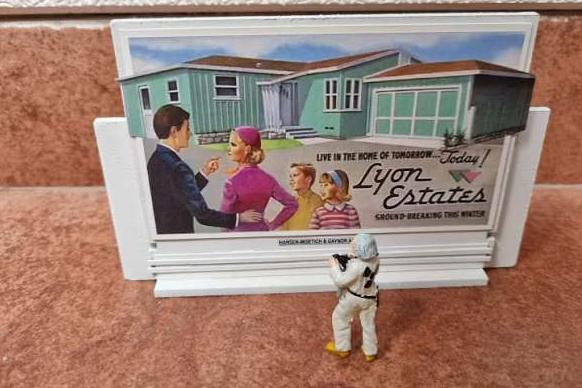 LIVE IN THE HOME OF TOMORROW... Today!
Lyon
Estates
GROUND-BREAKING THIS WINTER